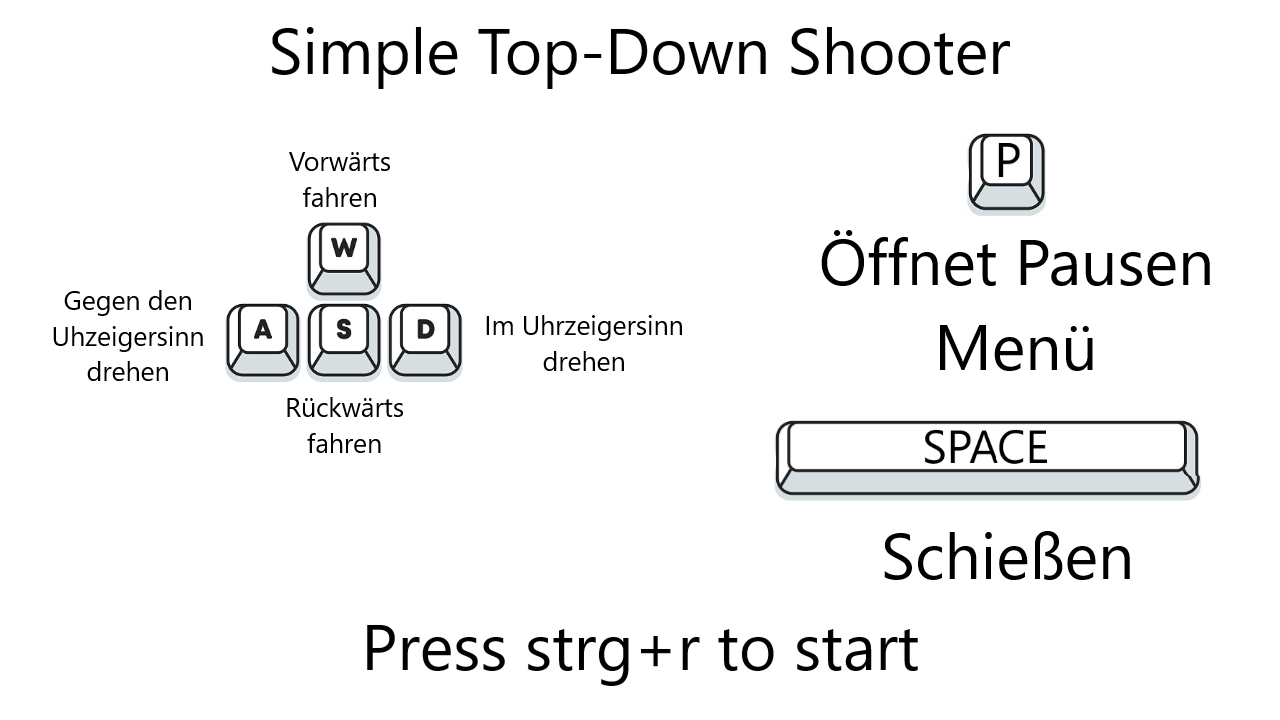 Simple Top-Down Shooter
Vorwärts
fahren
W
Gegen den
Uhzeigersinn
drehen
A
S
D
Im Uhrzeigersinn
drehen
Rückwärts
fahren
P
Öffnet Pausen
Menü
SPACE
Schießen
Press strg+r to start